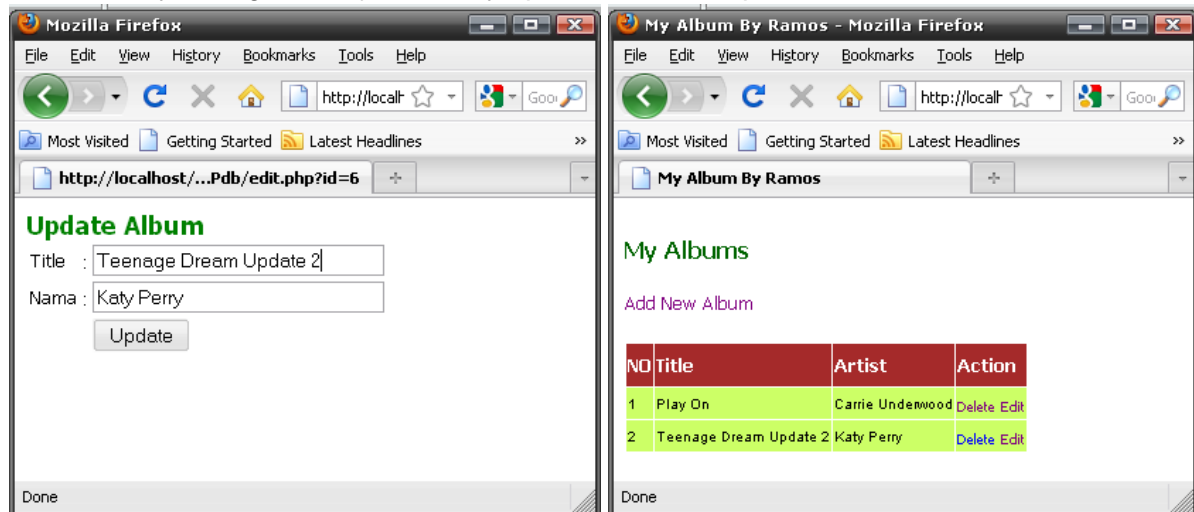 Mozilla Firefox
File Edit View History Bookmarks Tools Help
http://localh Goo
Most Visited Getting Started Latest Headlines »
http://localhost/...Pdb/edit.php?id=6
Update Album
Title : Teenage Dream Update 2
Nama : Katy Perry
Update
Done
My Album By Ramos - Mozilla Firefox
File Edit View History Bookmarks Tools Help
http://localh Goo
Most Visited Getting Started Latest Headlines »
My Album By Ramos
My Albums
Add New Album
NO Title Artist Action
1 Play On Carrie Underwood Delete Edit
2 Teenage Dream Update 2 Katy Perry Delete Edit
Done